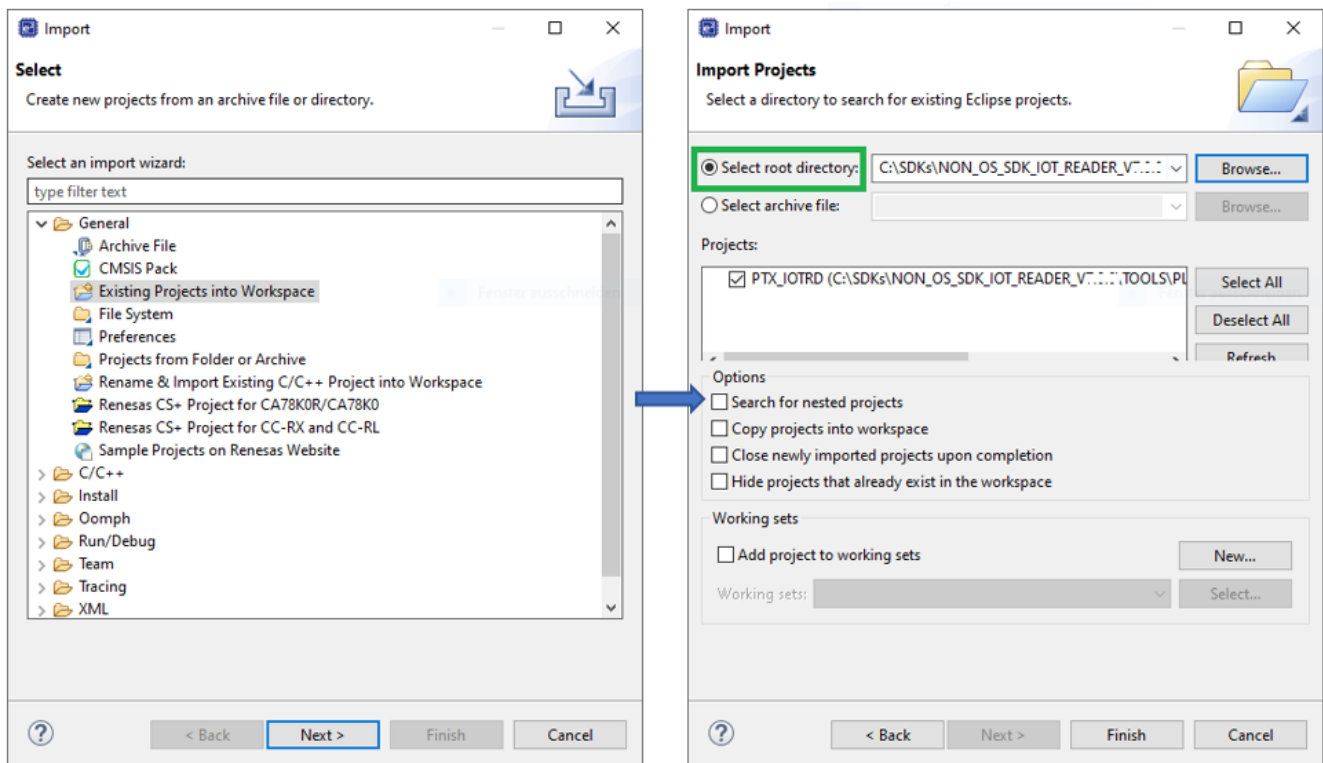 Import
Select
Create new projects from an archive file or directory.
Select an import wizard:
type filter text
General
Archive File
CMSIS Pack
Existing Projects into Workspace
File System
Preferences
Projects from Folder or Archive
Rename & Import Existing C/C++ Project into Workspace
Renesas CS+ Project for CA78K0R/CA78K0
Renesas CS+ Project for CC-RX and CC-RL
Sample Projects on Renesas Website
C/C++
Install
Oomph
Run/Debug
Team
Tracing
XML
< Back Next > Finish Cancel
Import
Import Projects
Select a directory to search for existing Eclipse projects.
Select root directory: C:\SDKs\NON_OS_SDK_IOT_READER_ Browse...
Select archive file: Browse...
Projects:
PTX_IOTRD (C:\SDKs\NON_OS_SDK_IOT_READER_ \TOOLS\PL
Select All
Deselect All
Refresh
Options
Search for nested projects
Copy projects into workspace
Close newly imported projects upon completion
Hide projects that already exist in the workspace
Working sets
Add project to working sets New...
Working sets: Select...
< Back Next > Finish Cancel